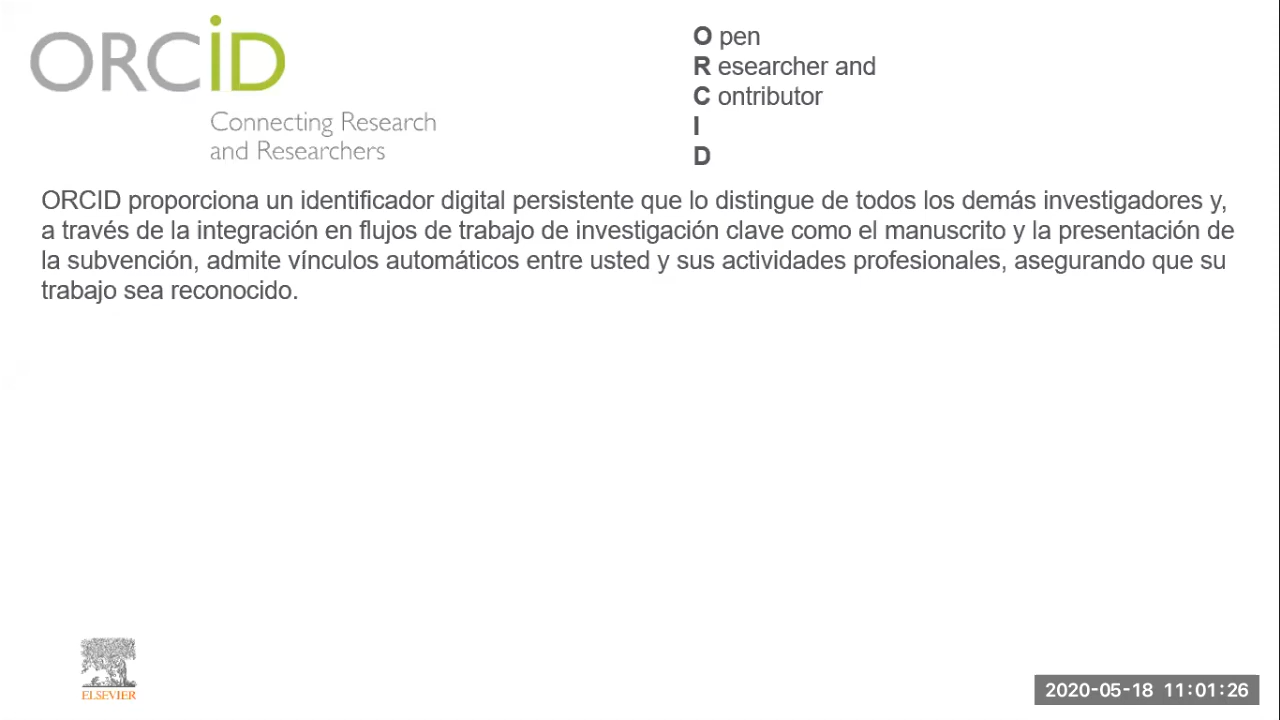 ORCiD
Connecting Research
and Researchers
O pen
R esearcher and
C ontributor
I
D
ORCID proporciona un identificador digital persistente que lo distingue de todos los demás investigadores y,
a través de la integración en flujos de trabajo de investigación clave como el manuscrito y la presentación de
la subvención, admite vínculos automáticos entre usted y sus actividades profesionales, asegurando que su
trabajo sea reconocido.
ELSEVIER
2020-05-18 11:01:26